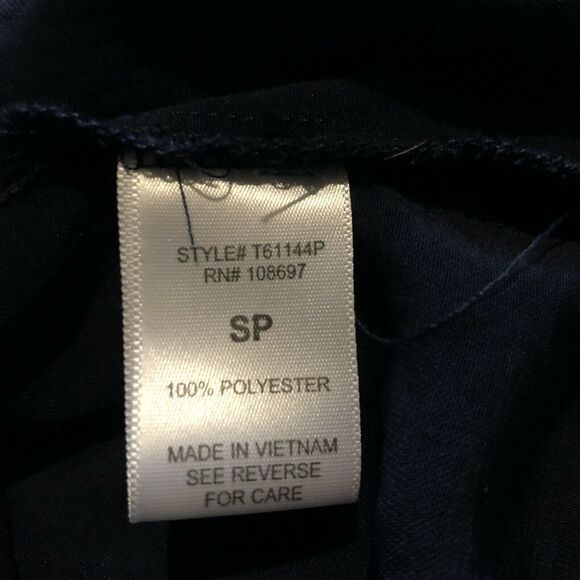 STYLE# T61144P
RN# 108697
SP
100% POLYESTER
MADE IN VIETNAM
SEE REVERSE
FOR CARE